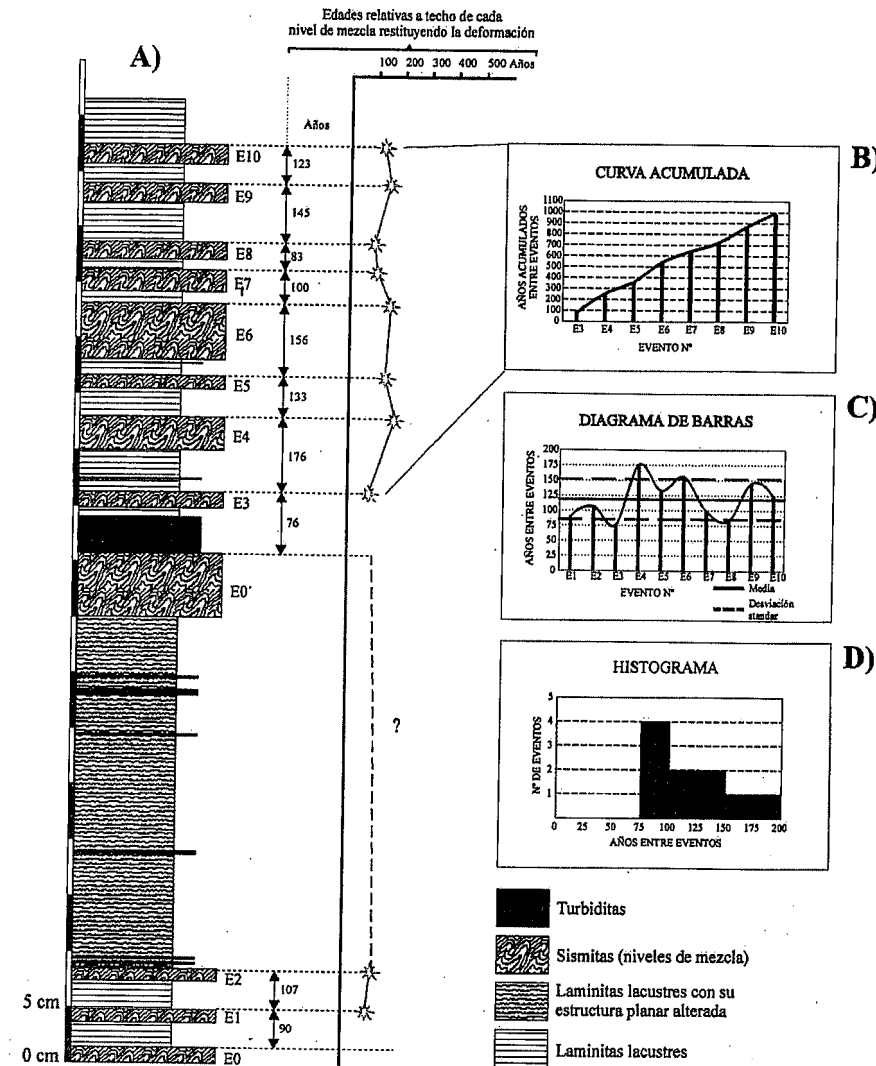 Edades relativas a techo de cada
nivel de mezcla restituyendo la deformación
A)
100 200 300 400 500 Años
Años
E10
123
E9
145
E8
83
E7
100
E6
156
E5
133
E4
176
E3
76
E0´
?
E2
107
5 cm
E1
90
0 cm
E0
B)
CURVA ACUMULADA
AÑOS ACUMULADOS
ENTRE EVENTOS
1100
1000
900
800
700
600
500
400
300
200
100
0
E3 E4 E5 E6 E7 E8 E9 E10
EVENTO Nº
C)
DIAGRAMA DE BARRAS
AÑOS ENTRE EVENTOS
200
175
150
125
100
75
50
25
0
E1 E2 E3 E4 E5 E6 E7 E8 E9 E10
EVENTO Nº
Media
Desviación
standar
D)
HISTOGRAMA
Nº DE EVENTOS
5
4
3
2
1
0 25 50 75 100 125 150 175 200
AÑOS ENTRE EVENTOS
Turbiditas
Sismitas (niveles de mezcla)
Laminitas lacustres con su
estructura planar alterada
Laminitas lacustres